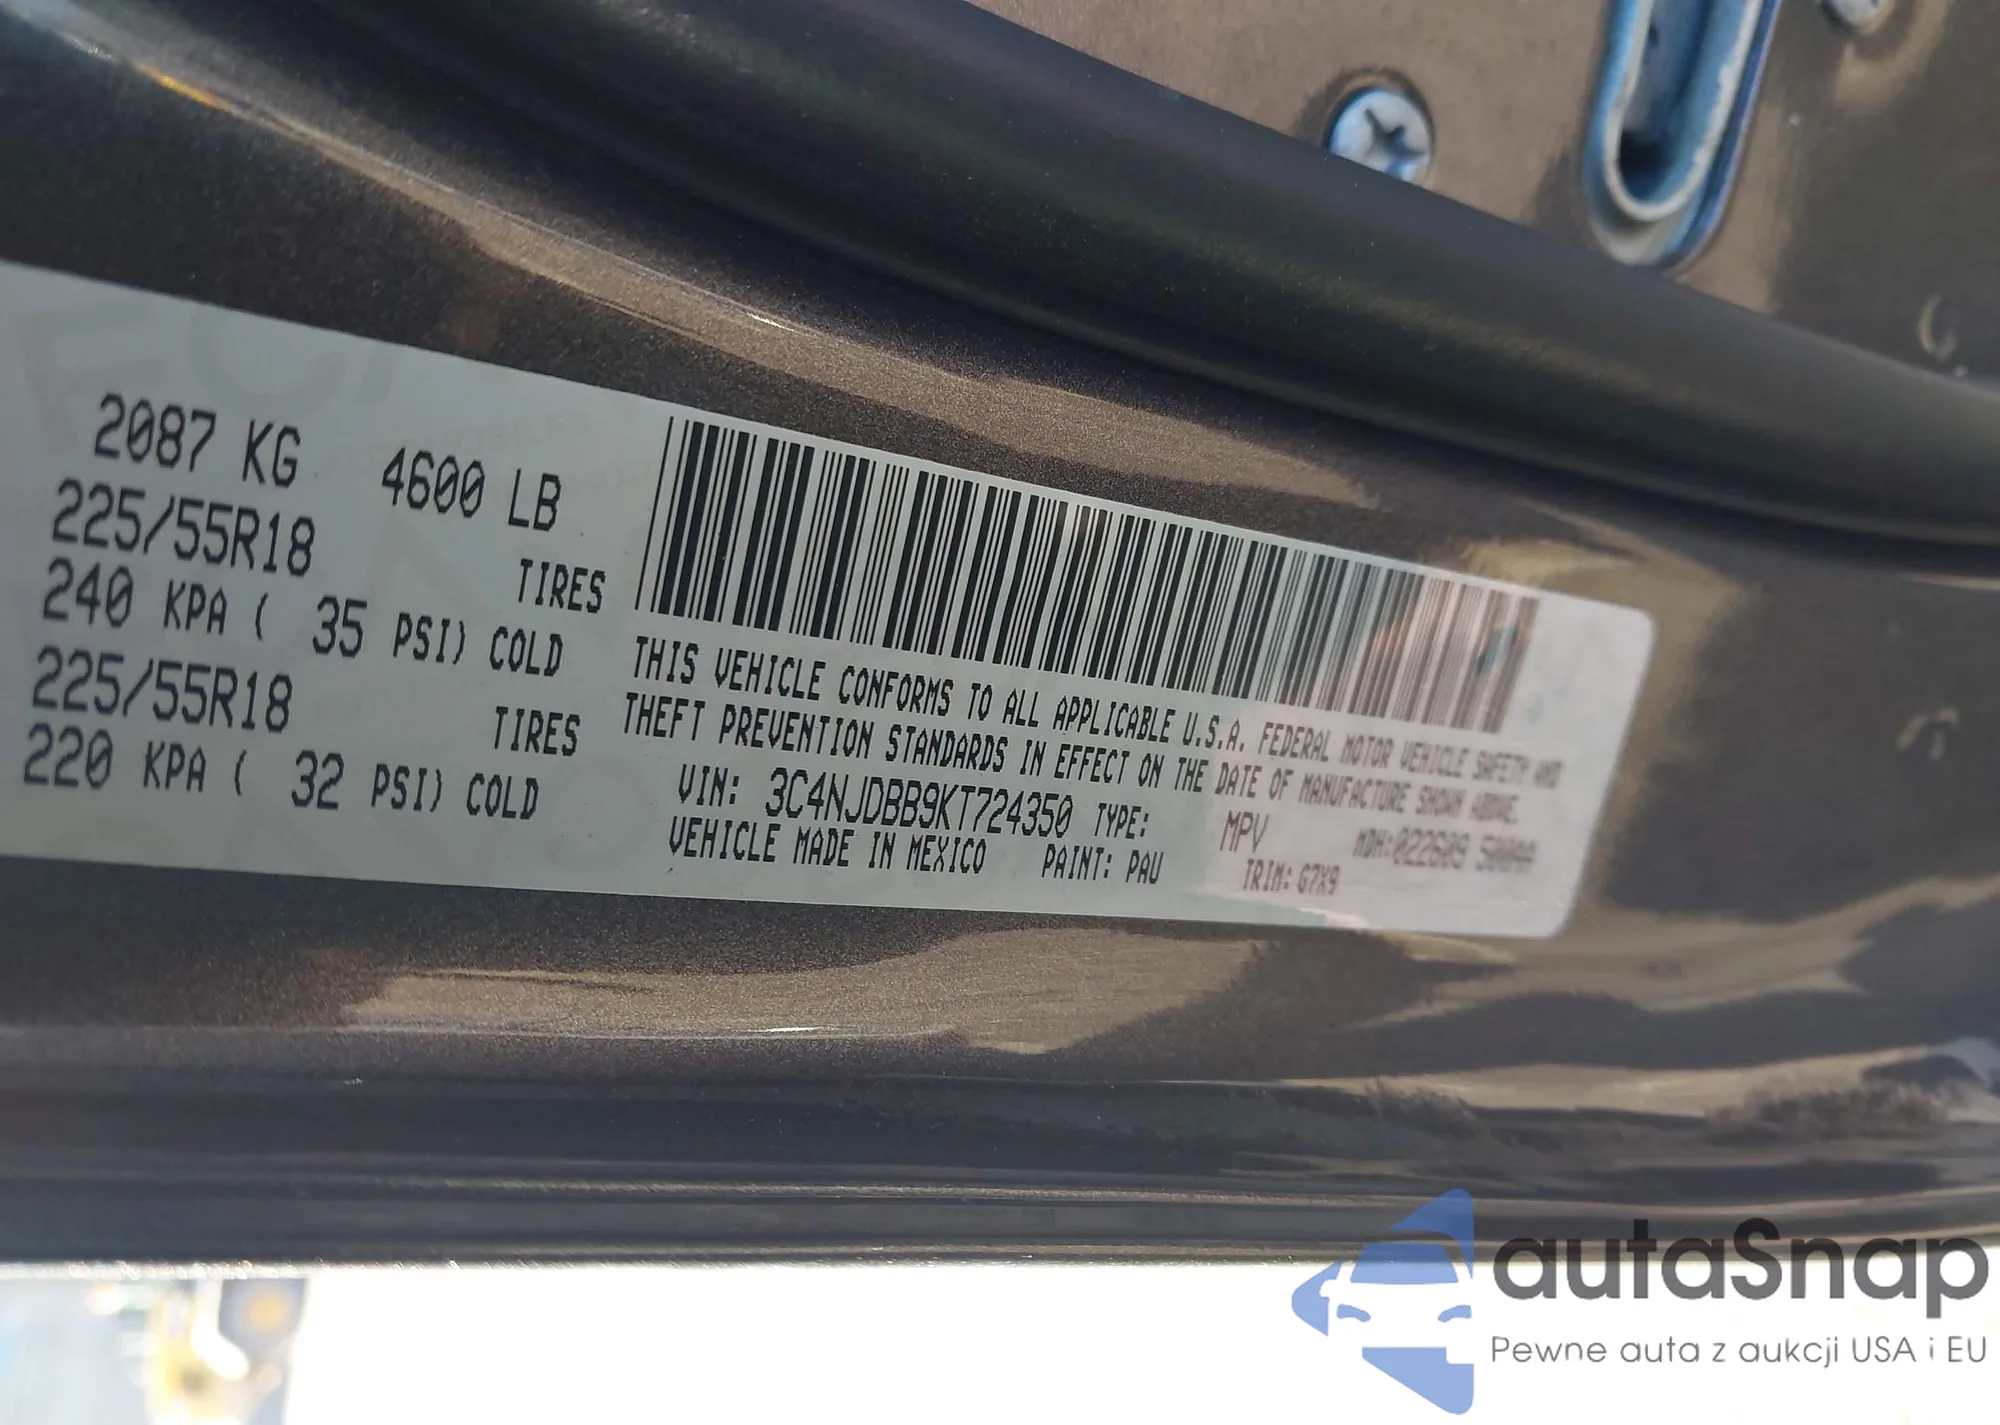 2087 KG 4600 LB
225/55R18 TIRES
240 KPA ( 35 PSI) COLD
225/55R18 TIRES
220 KPA ( 32 PSI) COLD
THIS VEHICLE CONFORMS TO ALL APPLICABLE U.S.A. FEDERAL MOTOR VEHICLE SAFETY AND
THEFT PREVENTION STANDARDS IN EFFECT ON THE DATE OF MANUFACTURE SHOWN ABOVE.
VIN: 3C4NJDBB9KT724350 TYPE: MPV MDH:
VEHICLE MADE IN MEXICO PAINT: PAU TRIM: G7X9
autaSnap
Pewne auta z aukcji USA i EU